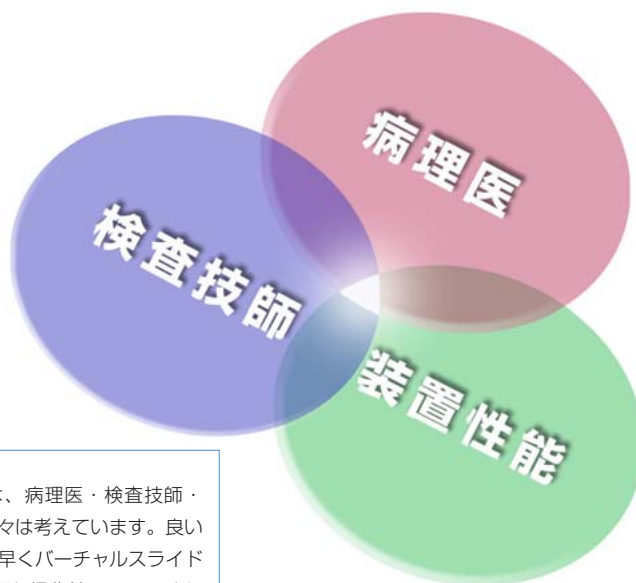 病理医
検査技師
装置性能
、病理医・検査技師・
々は考えています。良い
早くバーチャルスライド